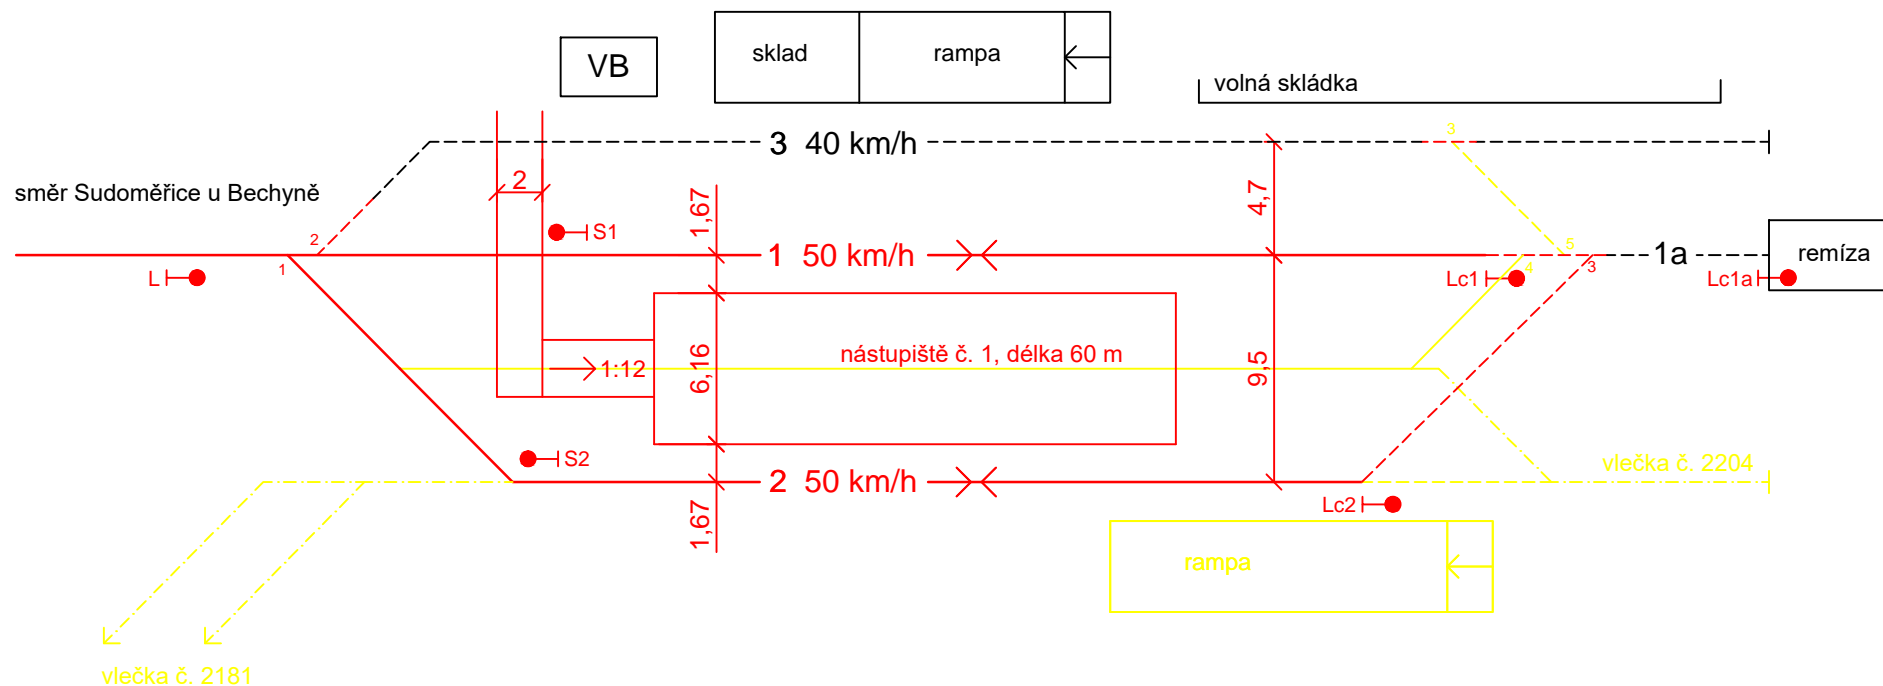 VB
sklad
rampa
volná skládka
3 40 km/h
3
směr Sudoměřice u Bechyně
2
1,67
4,7
S1
2
1 50 km/h
5
1a
remíza
1
L
Lc1
4
3
Lc1a
nástupiště č. 1, délka 60 m
1:12
6,16
9,5
S2
vlečka č. 2204
2 50 km/h
1,67
Lc2
rampa
vlečka č. 2181